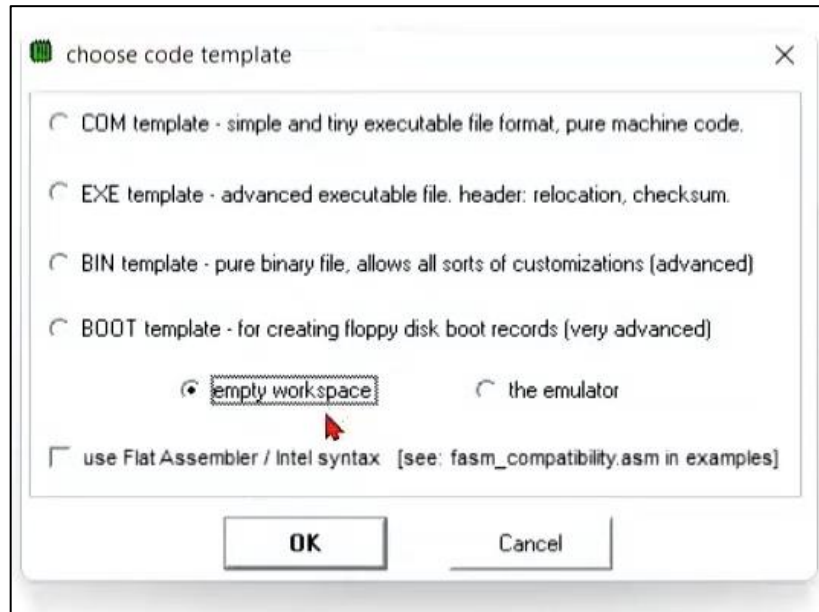 choose code template
COM template - simple and tiny executable file format, pure machine code.
EXE template - advanced executable file. header: relocation, checksum.
BIN template - pure binary file, allows all sorts of customizations (advanced)
BOOT template - for creating floppy disk boot records (very advanced)
empty workspace the emulator
use Flat Assembler / Intel syntax [see: fasm_compatibility.asm in examples]
OK Cancel